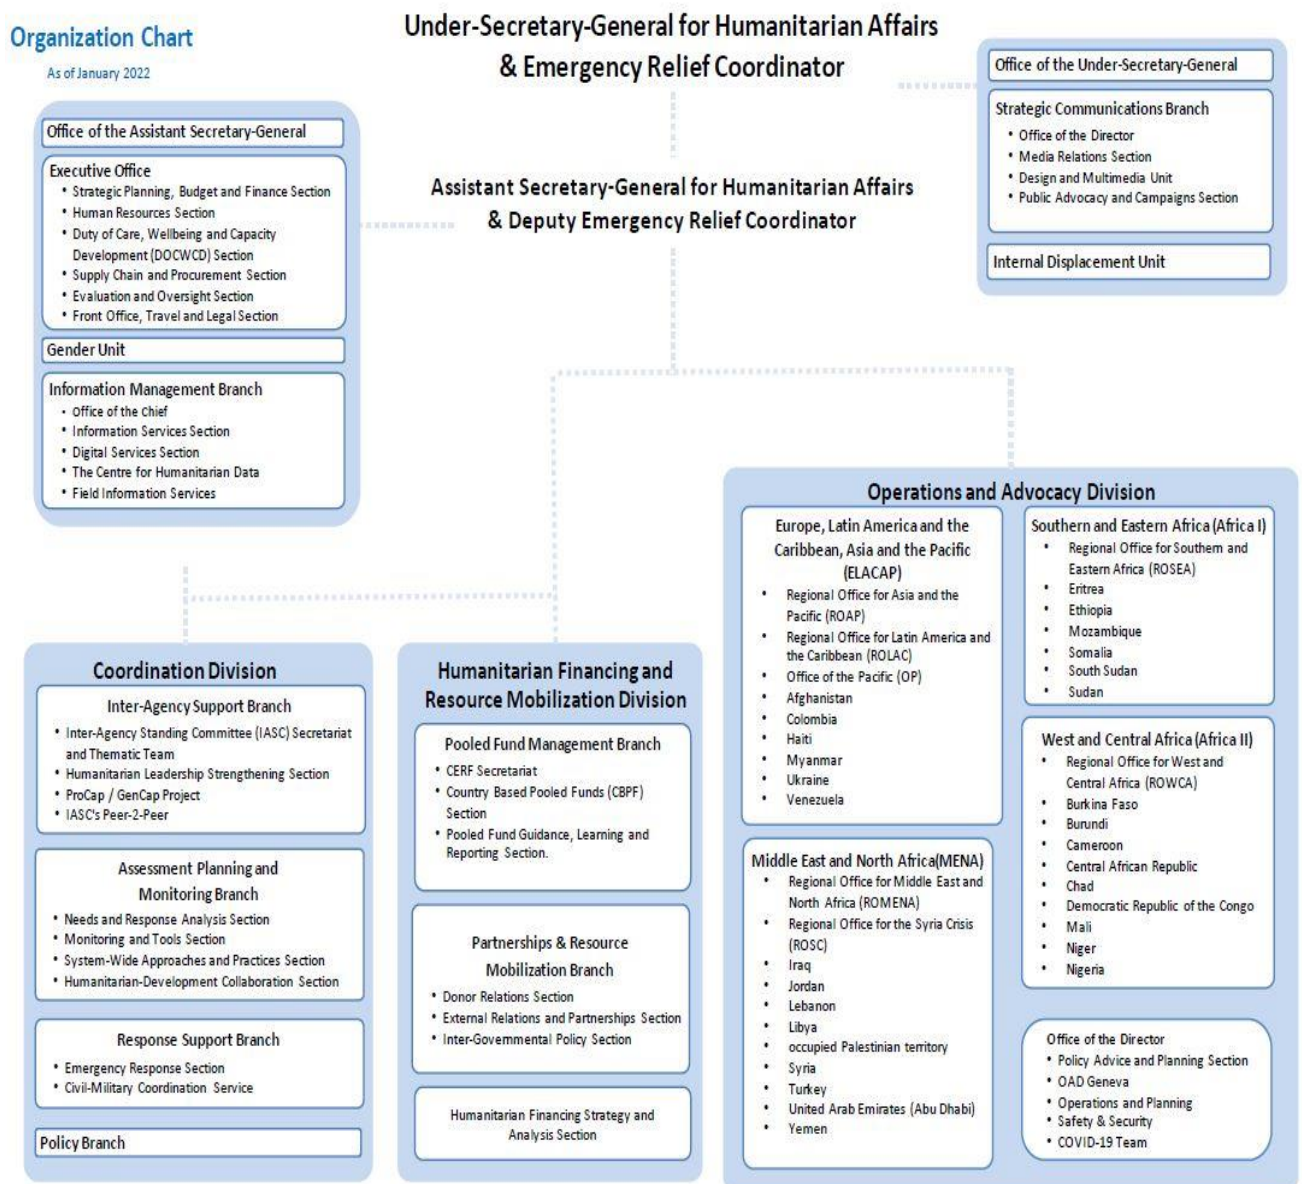 Organization Chart
As of January 2022
Under-Secretary-General for Humanitarian Affairs
& Emergency Relief Coordinator
Assistant Secretary-General for Humanitarian Affairs
& Deputy Emergency Relief Coordinator
Office of the Under-Secretary-General
Strategic Communications Branch
• Office of the Director
• Media Relations Section
• Design and Multimedia Unit
• Public Advocacy and Campaigns Section
Internal Displacement Unit
Office of the Assistant Secretary-General
Executive Office
• Strategic Planning, Budget and Finance Section
• Human Resources Section
• Duty of Care, Wellbeing and Capacity
Development (DOCWCD) Section
• Supply Chain and Procurement Section
• Evaluation and Oversight Section
• Front Office, Travel and Legal Section
Gender Unit
Information Management Branch
• Office of the Chief
• Information Services Section
• Digital Services Section
• The Centre for Humanitarian Data
• Field Information Services
Coordination Division
Inter-Agency Support Branch
• Inter-Agency Standing Committee (IASC) Secretariat
and Thematic Team
• Humanitarian Leadership Strengthening Section
• ProCap / GenCap Project
• IASC's Peer-2-Peer
Assessment Planning and
Monitoring Branch
• Needs and Response Analysis Section
• Monitoring and Tools Section
• System-Wide Approaches and Practices Section
• Humanitarian-Development Collaboration Section
Response Support Branch
• Emergency Response Section
• Civil-Military Coordination Service
Policy Branch
Humanitarian Financing and
Resource Mobilization Division
Pooled Fund Management Branch
• CERF Secretariat
• Country Based Pooled Funds (CBPF)
Section
• Pooled Fund Guidance, Learning and
Reporting Section.
Partnerships & Resource
Mobilization Branch
• Donor Relations Section
• External Relations and Partnerships Section
• Inter-Governmental Policy Section
Humanitarian Financing Strategy and
Analysis Section
Operations and Advocacy Division
Europe, Latin America and the
Caribbean, Asia and the Pacific
(ELACAP)
• Regional Office for Asia and the
Pacific (ROAP)
• Regional Office for Latin America and
the Caribbean (ROLAC)
• Office of the Pacific (OP)
• Afghanistan
• Colombia
• Haiti
• Myanmar
• Ukraine
• Venezuela
Middle East and North Africa(MENA)
• Regional Office for Middle East and
North Africa (ROMENA)
• Regional Office for the Syria Crisis
(ROSC)
• Iraq
• Jordan
• Lebanon
• Libya
• occupied Palestinian territory
• Syria
• Turkey
• United Arab Emirates (Abu Dhabi)
• Yemen
Southern and Eastern Africa (Africa I)
• Regional Office for Southern and
Eastern Africa (ROSEA)
• Eritrea
• Ethiopia
• Mozambique
• Somalia
• South Sudan
• Sudan
West and Central Africa (Africa II)
• Regional Office for West and
Central Africa (ROWCA)
• Burkina Faso
• Burundi
• Cameroon
• Central African Republic
• Chad
• Democratic Republic of the Congo
• Mali
• Niger
• Nigeria
Office of the Director
• Policy Advice and Planning Section
• OAD Geneva
• Operations and Planning
• Safety & Security
• COVID-19 Team